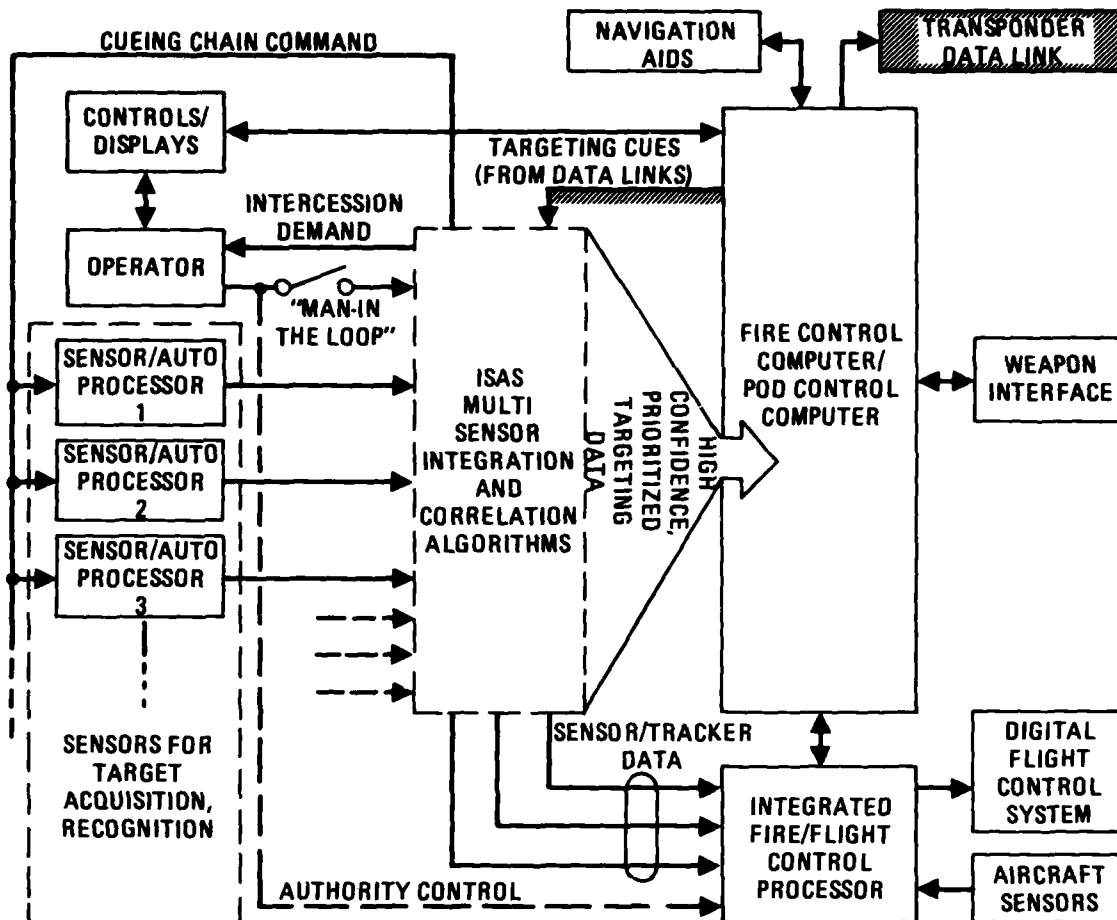 CUEING CHAIN COMMAND
NAVIGATION
AIDS
TRANSPONDER
DATA LINK
CONTROLS/
DISPLAYS
TARGETING CUES
(FROM DATA LINKS)
INTERCESSION
DEMAND
OPERATOR
"MAN-IN
THE LOOP"
SENSOR/AUTO
PROCESSOR
1
SENSOR/AUTO
PROCESSOR
2
SENSOR/AUTO
PROCESSOR
3
SENSORS FOR
TARGET
ACQUISITION,
RECOGNITION
ISAS
MULTI
SENSOR
INTEGRATION
AND
CORRELATION
ALGORITHMS
HIGH
CONFIDENCE,
PRIORITIZED
TARGETING
DATA
FIRE CONTROL
COMPUTER/
POD CONTROL
COMPUTER
WEAPON
INTERFACE
SENSOR/TRACKER
DATA
INTEGRATED
FIRE/FLIGHT
CONTROL
PROCESSOR
DIGITAL
FLIGHT
CONTROL
SYSTEM
AIRCRAFT
SENSORS
AUTHORITY CONTROL